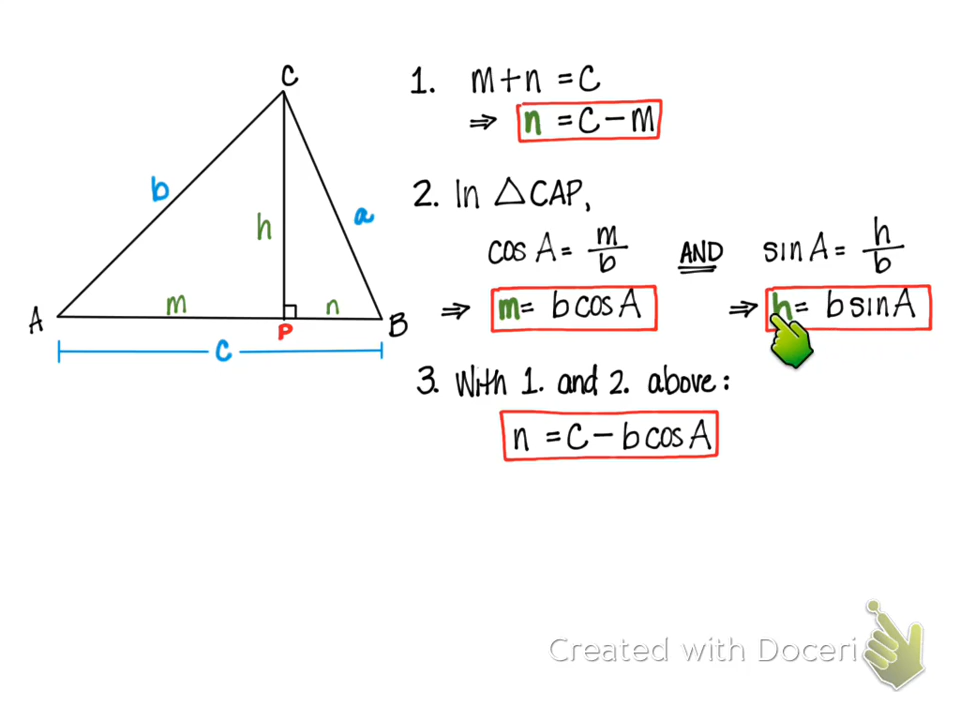 C
b
h
a
A
m
n
B
P
c
1. m+n = c
⇒ n = c − m
2. In △CAP,
cos A = m/b AND sin A = h/b
⇒ m = b cos A ⇒ h = b sin A
3. With 1. and 2. above:
n = c − b cos A
Created with Doceri